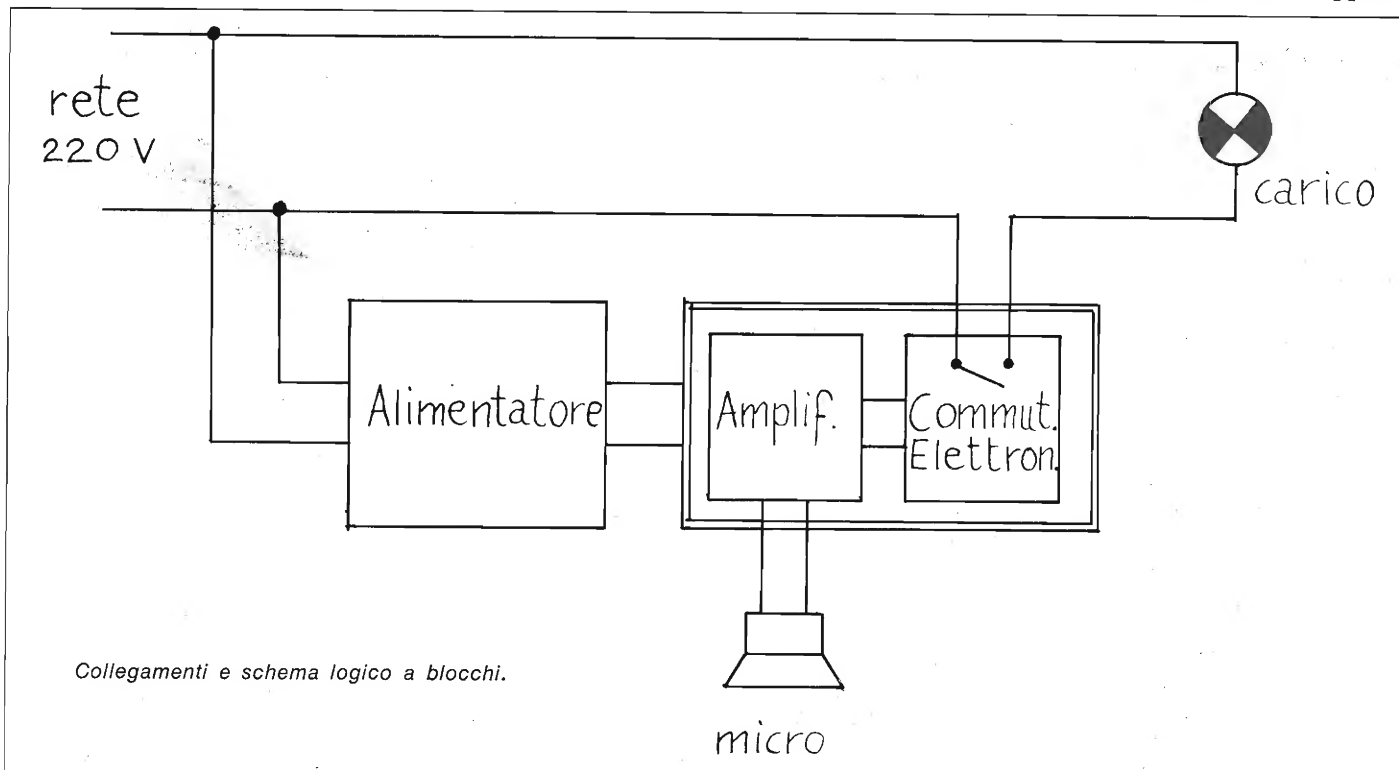 rete
220 V
carico
Alimentatore
Amplif.
Commut.
Elettron.
Collegamenti e schema logico a blocchi.
micro